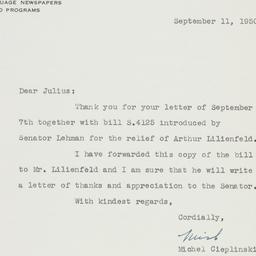 UAGE NEWSPAPERS
PROGRAMS
September 11, 1950
Dear Julius:
Thank you for your letter of September
7th together with bill S.4125 introduced by
Senator Lehman for the relief of Arthur Lilienfeld.
I have forwarded this copy of the bill
to Mr. Lilienfeld and I am sure that he will write
a letter of thanks and appreciation to the Senator.
With kindest regards,
Cordially,
Michel Cieplinski